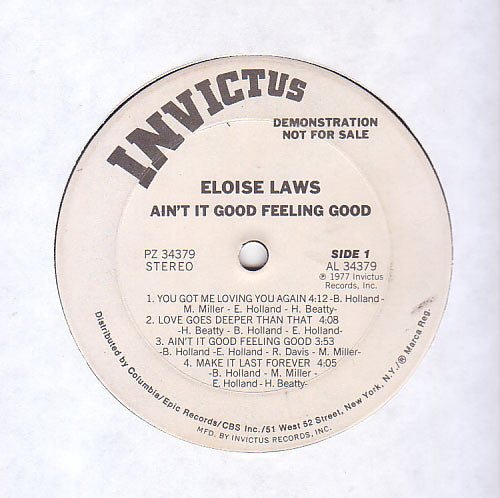 INVICTUS
DEMONSTRATION
NOT FOR SALE
ELOISE LAWS
AIN'T IT GOOD FEELING GOOD
PZ 34379
STEREO
SIDE 1
AL 34379
℗ 1977 Invictus
Records, Inc.
1. YOU GOT ME LOVING YOU AGAIN 4:12 -B. Holland-
M. Miller - E. Holland - H. Beatty-
2. LOVE GOES DEEPER THAN THAT 4:08
-H. Beatty - B. Holland - E. Holland-
3. AIN'T IT GOOD FEELING GOOD 3:53
-B. Holland -E. Holland - R. Davis - M. Miller-
4. MAKE IT LAST FOREVER 4:05
-B. Holland - M. Miller -
E. Holland - H. Beatty-
Distributed by Columbia/Epic Records/CBS Inc./51 West 52 Street, New York, N.Y./® Marca Reg.
MFD. BY INVICTUS RECORDS, INC.